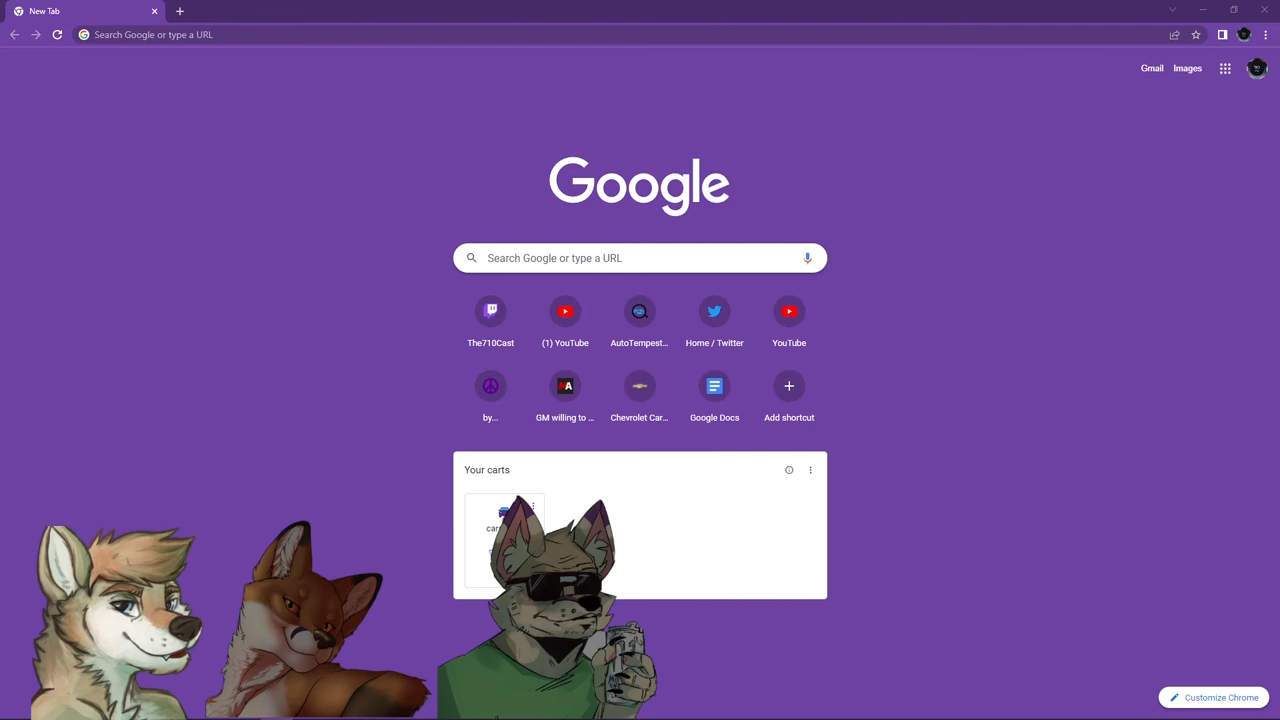 New Tab
Search Google or type a URL
Gmail Images
Google
Search Google or type a URL
The710Cast (1) YouTube AutoTempest... Home / Twitter YouTube
by... GM willing to ... Chevrolet Car... Google Docs Add shortcut
Your carts
Customize Chrome